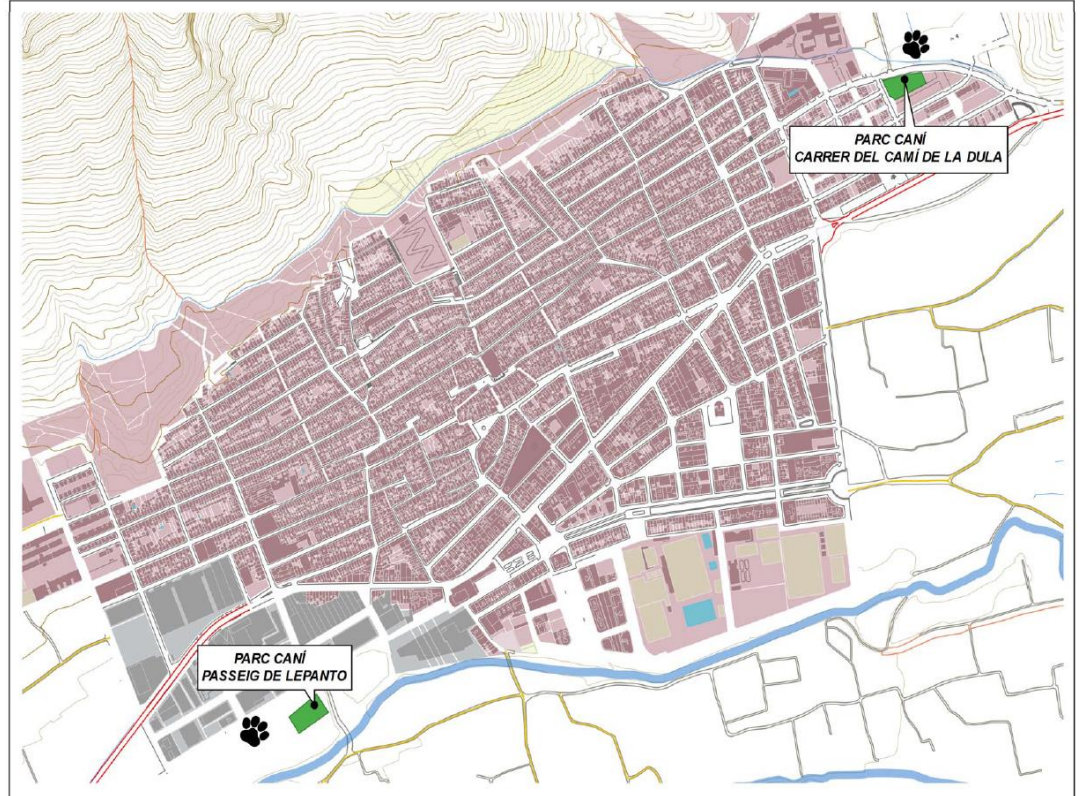 PARC CANÍ
CARRER DEL CAMÍ DE LA DULA
PARC CANÍ
PASSEIG DE LEPANTO